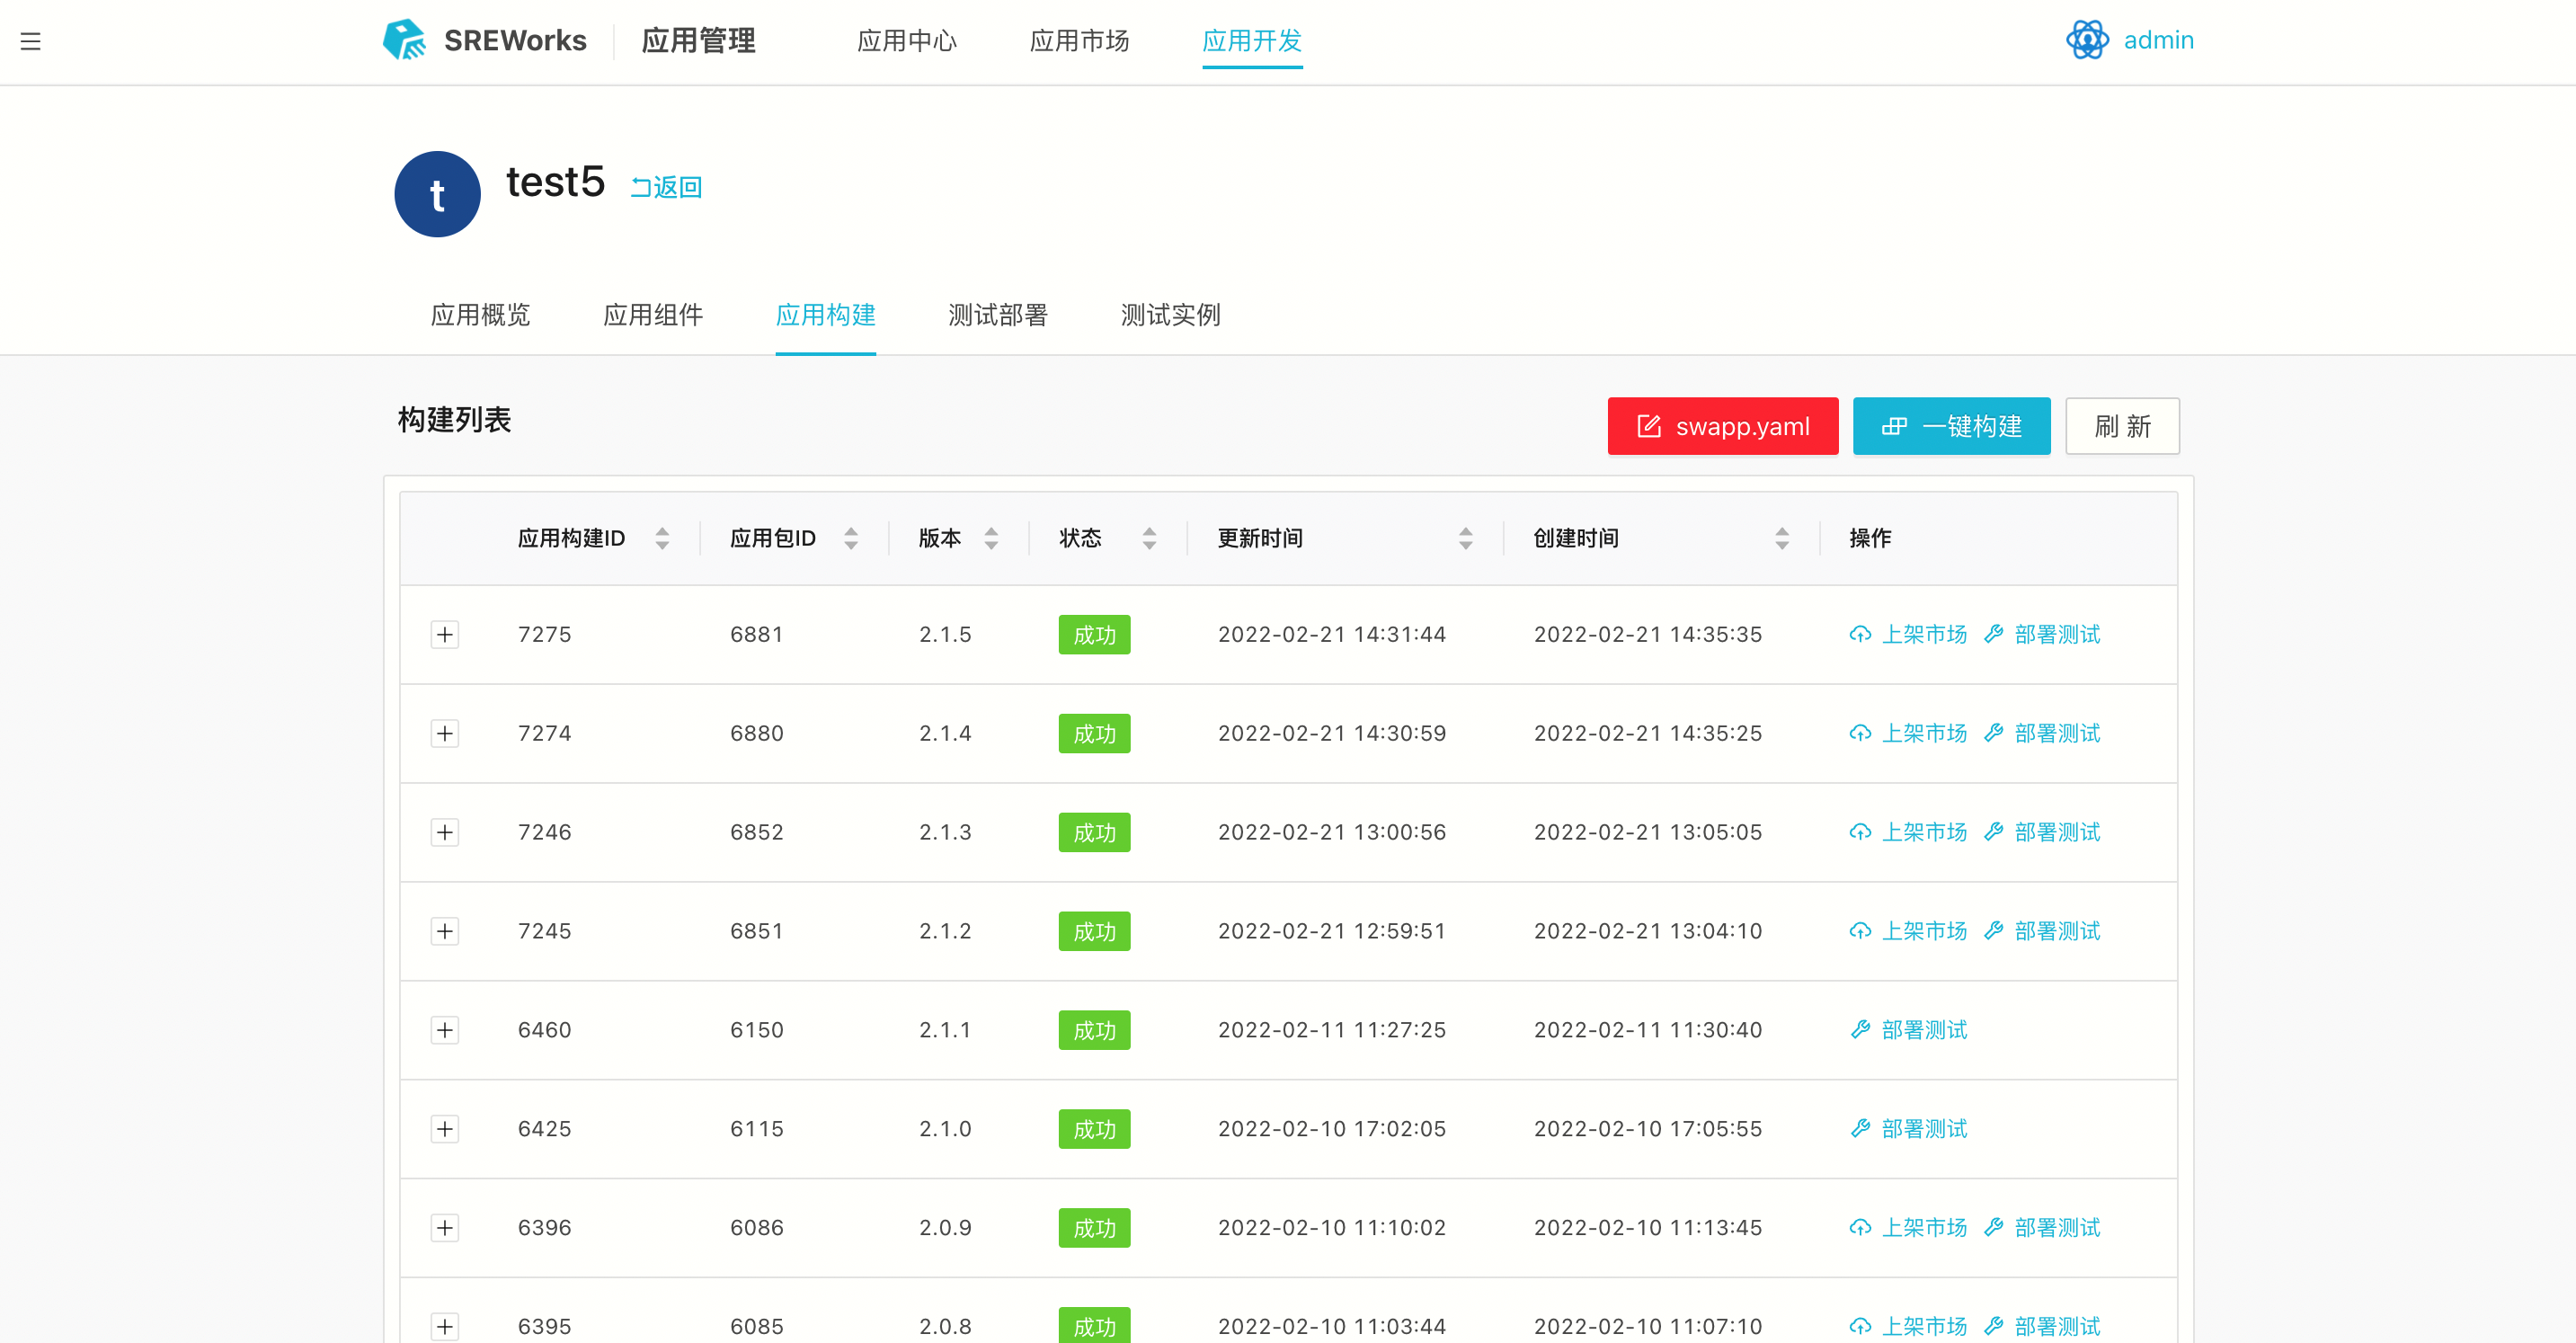 SREWorks 应用管理 应用中心 应用市场 应用开发 admin
t test5 返回
应用概览 应用组件 应用构建 测试部署 测试实例
构建列表 swapp.yaml 一键构建 刷 新
应用构建ID 应用包ID 版本 状态 更新时间 创建时间 操作
7275 6881 2.1.5 成功 2022-02-21 14:31:44 2022-02-21 14:35:35 上架市场 部署测试
7274 6880 2.1.4 成功 2022-02-21 14:30:59 2022-02-21 14:35:25 上架市场 部署测试
7246 6852 2.1.3 成功 2022-02-21 13:00:56 2022-02-21 13:05:05 上架市场 部署测试
7245 6851 2.1.2 成功 2022-02-21 12:59:51 2022-02-21 13:04:10 上架市场 部署测试
6460 6150 2.1.1 成功 2022-02-11 11:27:25 2022-02-11 11:30:40 部署测试
6425 6115 2.1.0 成功 2022-02-10 17:02:05 2022-02-10 17:05:55 部署测试
6396 6086 2.0.9 成功 2022-02-10 11:10:02 2022-02-10 11:13:45 上架市场 部署测试
6395 6085 2.0.8 成功 2022-02-10 11:03:44 2022-02-10 11:07:10 上架市场 部署测试